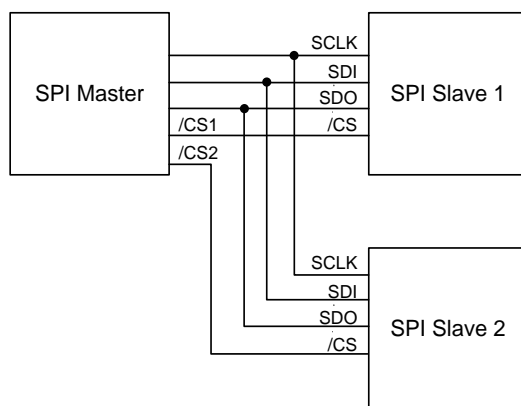 SPI Master
/CS1
/CS2
SCLK
SDI
SDO
/CS
SPI Slave 1
SCLK
SDI
SDO
/CS
SPI Slave 2